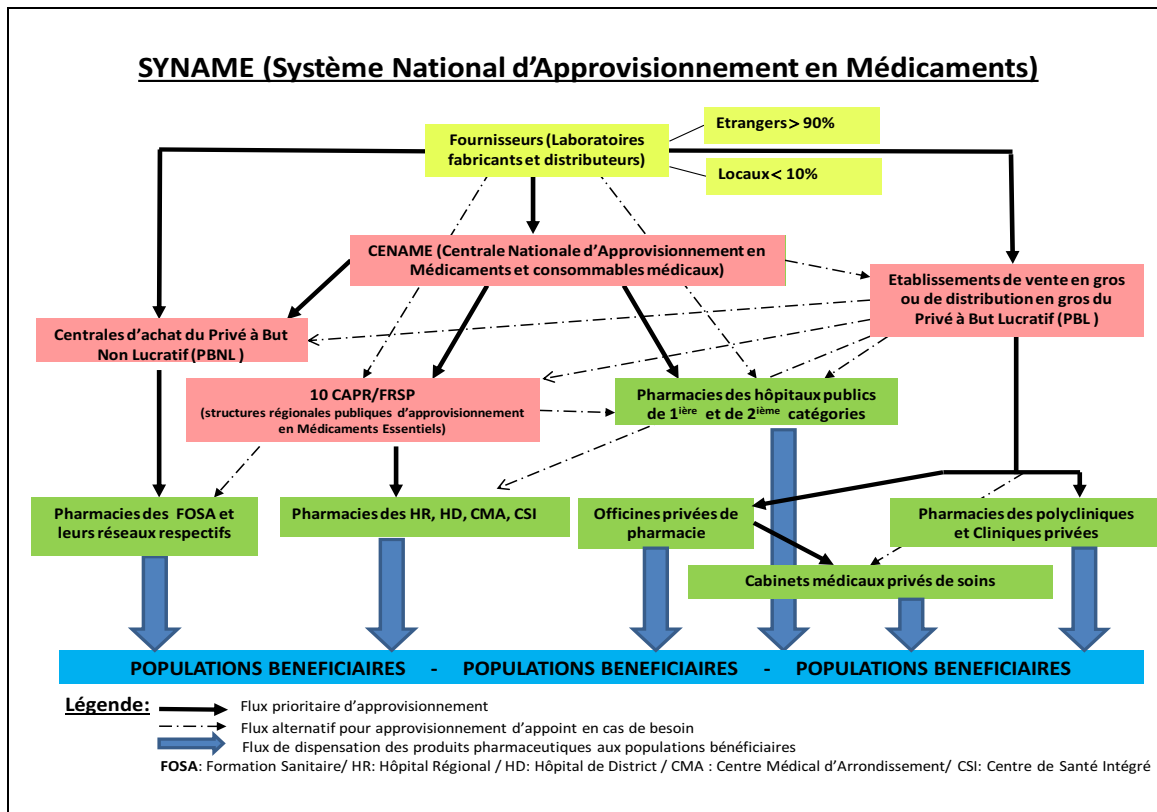 SYNAME (Système National d'Approvisionnement en Médicaments)
Etrangers > 90%
Fournisseurs (Laboratoires
fabricants et distributeurs)
Locaux < 10%
CENAME (Centrale Nationale d'Approvisionnement en
Médicaments et consommables médicaux)
Etablissements de vente en gros
ou de distribution en gros du
Privé à But Lucratif (PBL )
Centrales d'achat du Privé à But
Non Lucratif (PBNL )
10 CAPR/FRSP
(structures régionales publiques d'approvisionnement
en Médicaments Essentiels)
Pharmacies des hôpitaux publics
de 1ière et de 2ième catégories
Pharmacies des FOSA et
leurs réseaux respectifs
Pharmacies des HR, HD, CMA, CSI
Officines privées de
pharmacie
Pharmacies des polycliniques
et Cliniques privées
Cabinets médicaux privés de soins
POPULATIONS BENEFICIAIRES - POPULATIONS BENEFICIAIRES - POPULATIONS BENEFICIAIRES
Légende:
Flux prioritaire d'approvisionnement
Flux alternatif pour approvisionnement d'appoint en cas de besoin
Flux de dispensation des produits pharmaceutiques aux populations bénéficiaires
FOSA: Formation Sanitaire/ HR: Hôpital Régional / HD: Hôpital de District / CMA : Centre Médical d'Arrondissement/ CSI: Centre de Santé Intégré